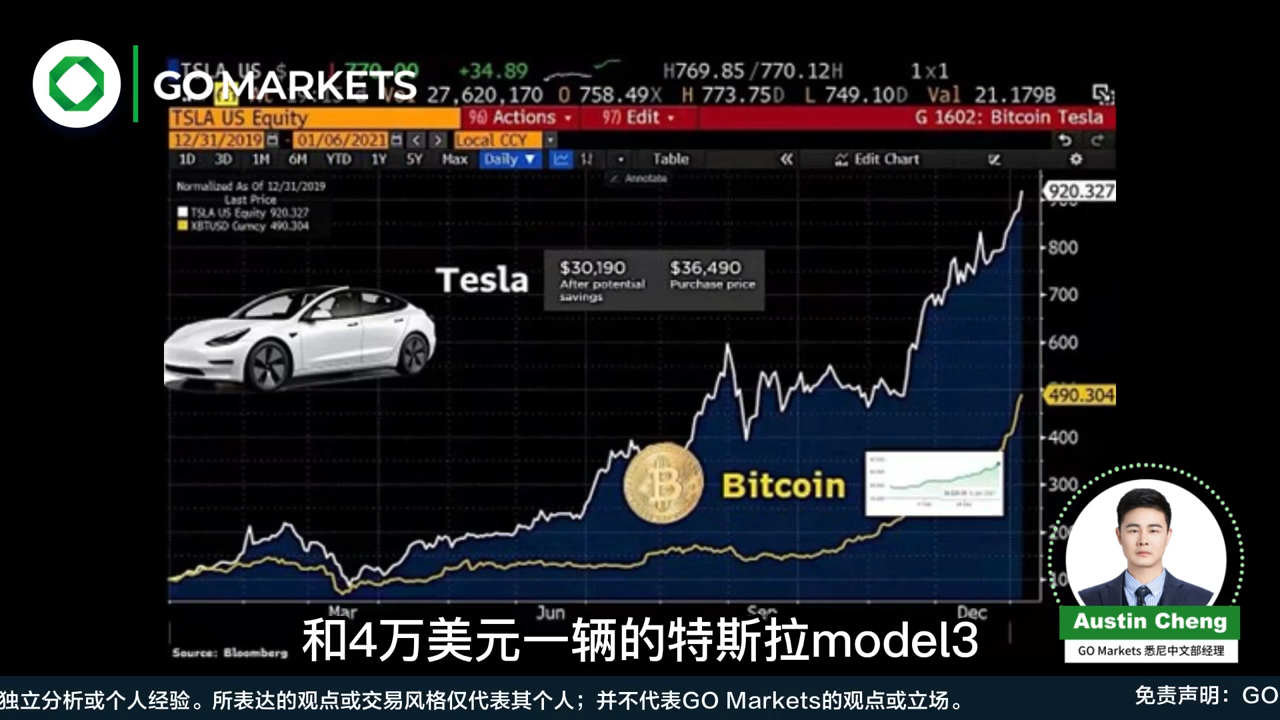 GO MARKETS
TSLA US $ 770.09 +34.89 H769.85/770.12H 1x1
Vol 27,620,170 O 758.49X H 773.75D L 749.10D Val 21.179B
TSLA US Equity 96) Actions 97) Edit G 1602: Bitcoin Tesla
12/31/2019 - 01/06/2021 Local CCY
1D 3D 1M 6M YTD 1Y 5Y Max Daily Table Edit Chart
Annotate
Normalized As Of 12/31/2019
Last Price
TSLA US Equity 920.327
XBTUSD Curncy 490.304
920.327
800
700
600
490.304
400
300
200
100
Tesla
$30,190 $36,490
After potential savings Purchase price
Bitcoin
Mar Jun Sep Dec
Source: Bloomberg
和4万美元一辆的特斯拉model3
Austin Cheng
GO Markets 悉尼中文部经理
独立分析或个人经验。所表达的观点或交易风格仅代表其个人；并不代表GO Markets的观点或立场。 免责声明：GO